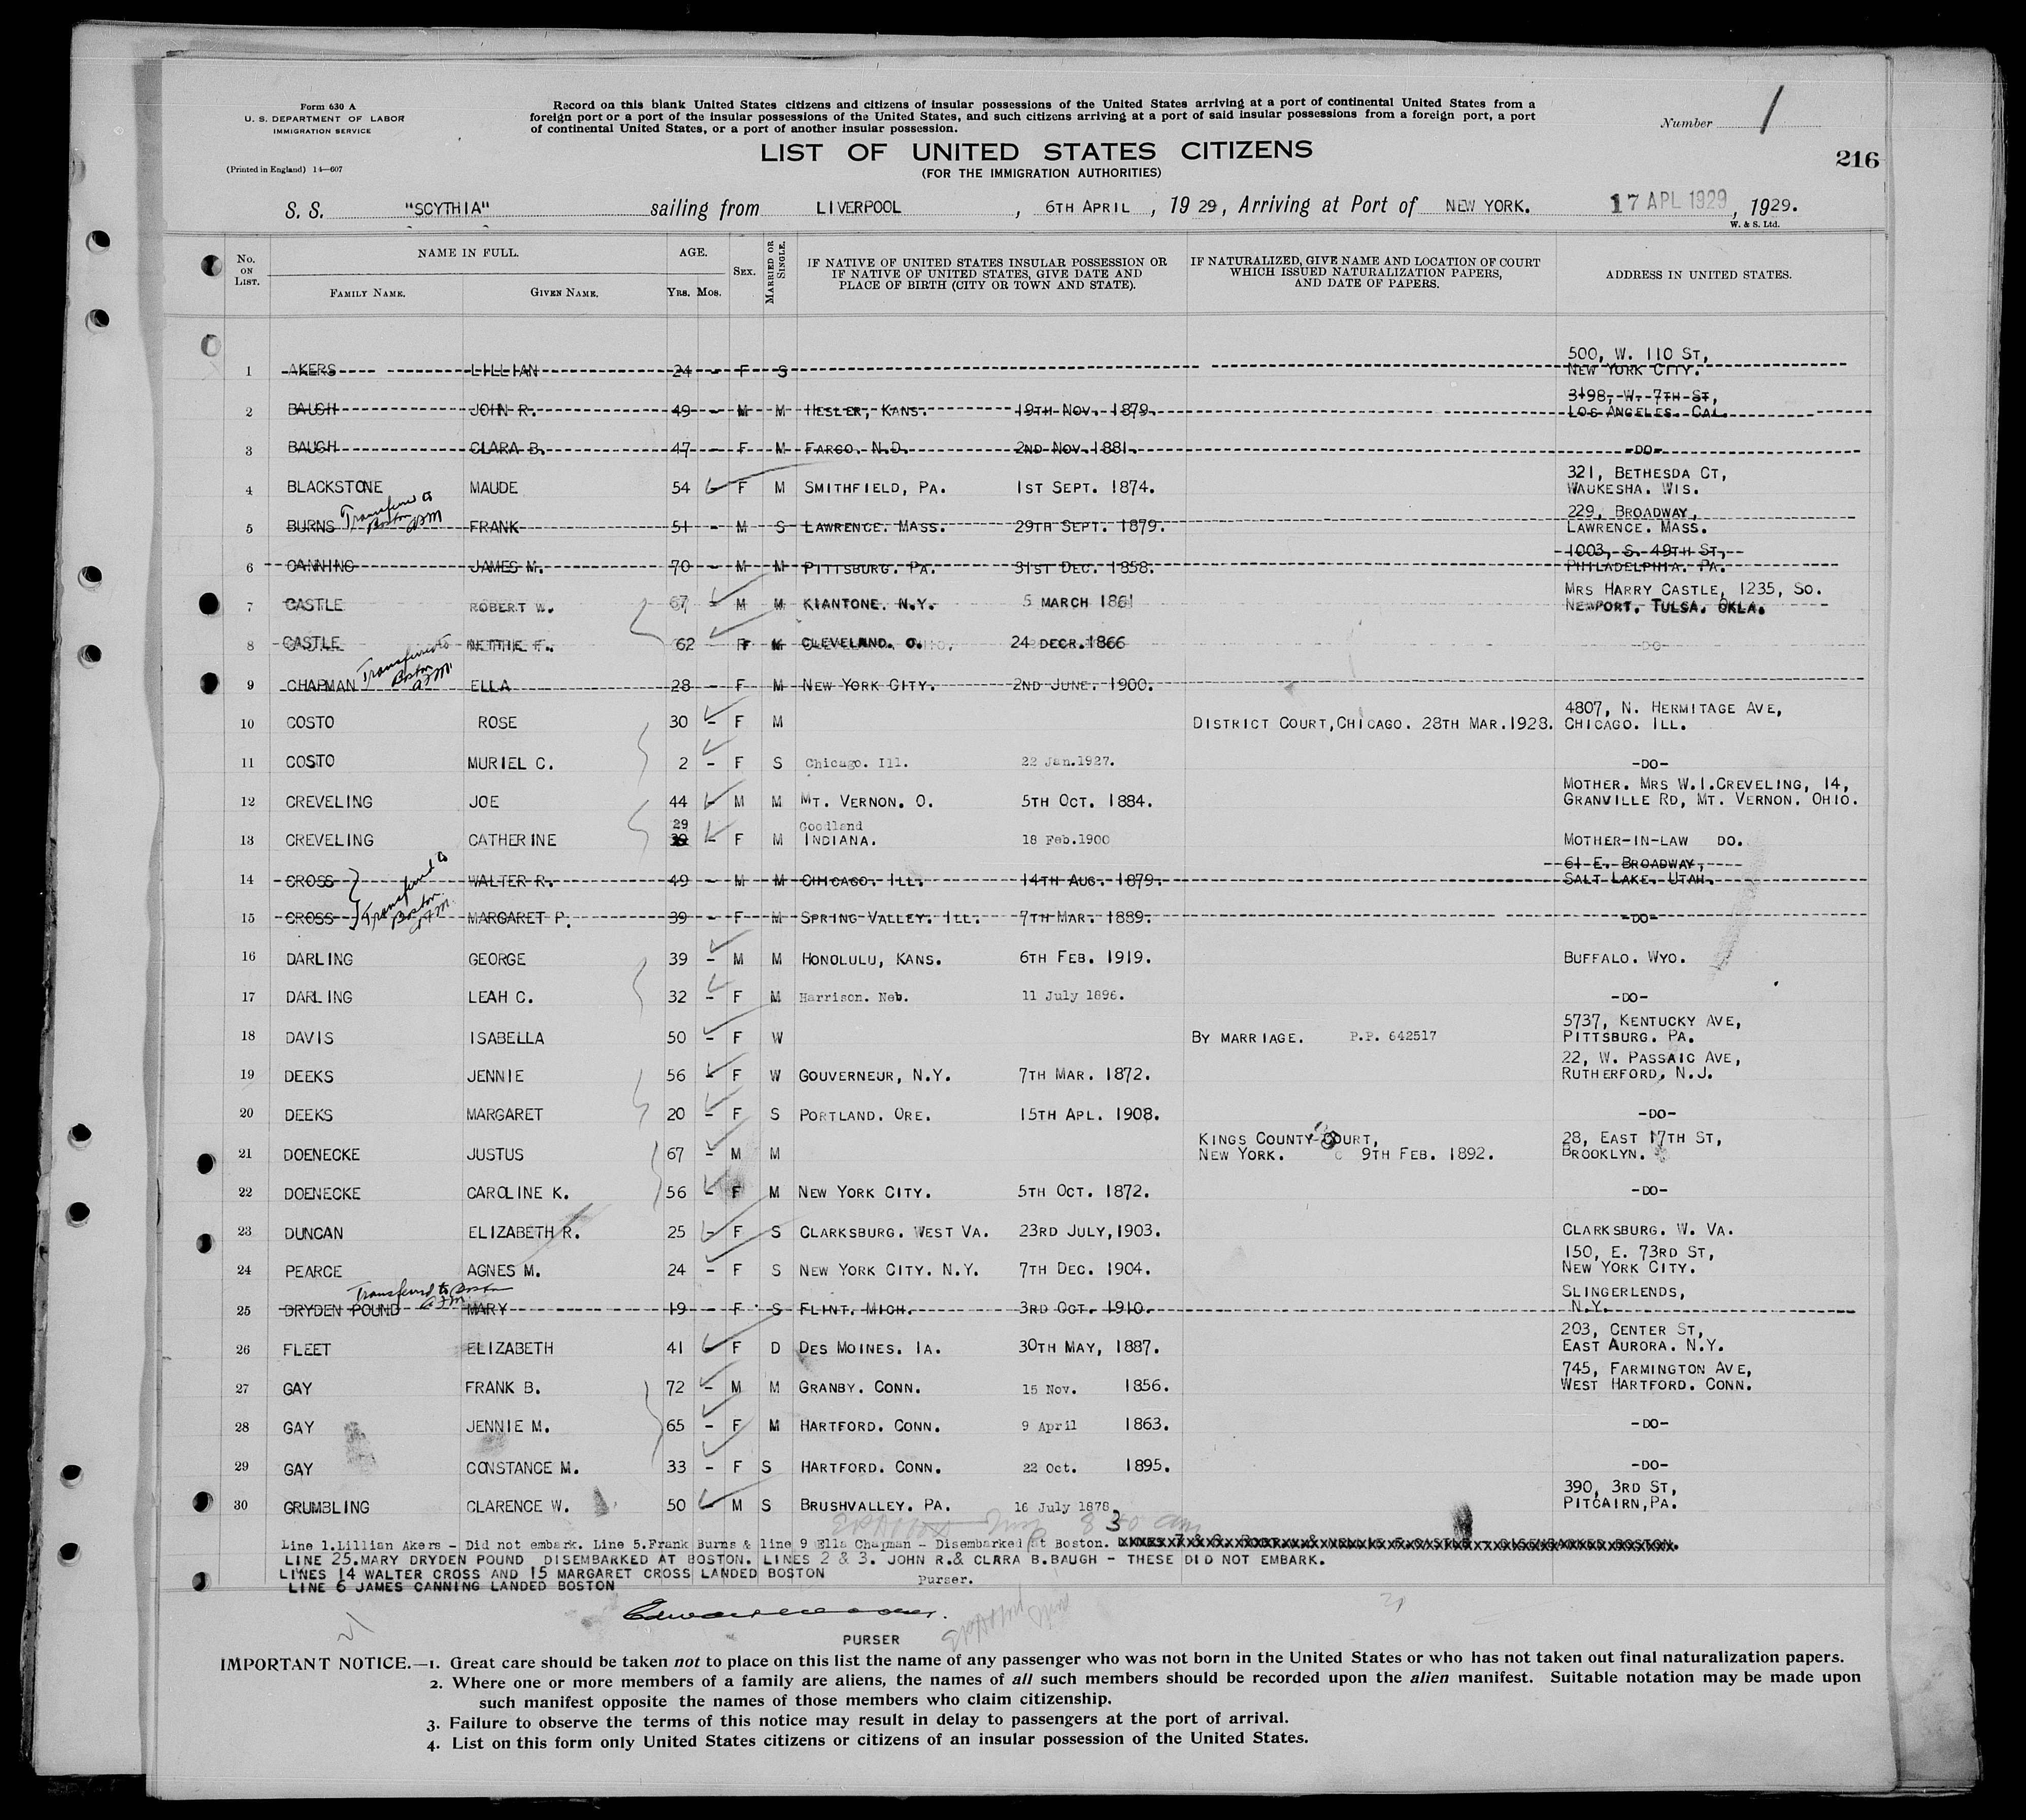 Form 630 A
U. S. DEPARTMENT OF LABOR
IMMIGRATION SERVICE
(Printed in England) 14—607
Record on this blank United States citizens and citizens of insular possessions of the United States arriving at a port of continental United States from a
foreign port or a port of the insular possessions of the United States, and such citizens arriving at a port of said insular possessions from a foreign port, a port
of continental United States, or a port of another insular possession.
Number 1
LIST OF UNITED STATES CITIZENS
(FOR THE IMMIGRATION AUTHORITIES)
216
S. S. "SCYTHIA" sailing from LIVERPOOL , 6TH APRIL , 19 29, Arriving at Port of NEW YORK. 17 APL 1929 , 1929.
W. & S. Ltd.
No. ON LIST. NAME IN FULL. FAMILY NAME. GIVEN NAME. AGE. Yrs. Mos. SEX. MARRIED OR SINGLE. IF NATIVE OF UNITED STATES INSULAR POSSESSION OR IF NATIVE OF UNITED STATES, GIVE DATE AND PLACE OF BIRTH (CITY OR TOWN AND STATE). IF NATURALIZED, GIVE NAME AND LOCATION OF COURT WHICH ISSUED NATURALIZATION PAPERS, AND DATE OF PAPERS. ADDRESS IN UNITED STATES.
1 AKERS LILLIAN 24 - F S 500, W. 110 ST, NEW YORK CITY.
2 BAUGH JOHN R. 49 - M M HESLER, KANS. 19TH NOV. 1879. 3198, W. 7TH ST, LOS ANGELES. CAL.
3 BAUGH CLARA B. 47 - F M FARGO. N.D. 2ND NOV. 1881. -DO-
4 BLACKSTONE MAUDE 54 F M SMITHFIELD, PA. 1ST SEPT. 1874. 321, BETHESDA CT, WAUKESHA. WIS.
5 BURNS Transferred to Boston FRANK 51 - M S LAWRENCE. MASS. 29TH SEPT. 1879. 229, BROADWAY, LAWRENCE. MASS.
6 CANNING JAMES M. 70 - M M PITTSBURG. PA. 31ST DEC. 1858. 1003, S. 49TH ST, PHILADELPHIA. PA.
7 CASTLE ROBERT W. 67 - M M KIANTONE. N.Y. 5 MARCH 1861 MRS HARRY CASTLE, 1235, SO. NEWPORT. TULSA. OKLA.
8 CASTLE NETTIE F. 62 F M CLEVELAND. O. 24 DECR. 1866 -DO-
9 CHAPMAN Transferred to Boston ELLA 28 - F M NEW YORK CITY. 2ND JUNE. 1900.
10 COSTO ROSE 30 - F M DISTRICT COURT, CHICAGO. 28TH MAR. 1928. 4807, N. HERMITAGE AVE, CHICAGO. ILL.
11 COSTO MURIEL C. 2 - F S Chicago. Ill. 22 Jan.1927. -DO-
12 CREVELING JOE 44 - M M MT. VERNON. O. 5TH OCT. 1884. MOTHER. MRS W.I.CREVELING, 14, GRANVILLE RD, MT. VERNON. OHIO.
13 CREVELING CATHERINE 29 - F M Goodland INDIANA. 18 Feb.1900 MOTHER-IN-LAW DO.
14 CROSS WALTER R. 49 - M M CHICAGO. ILL. 14TH AUG. 1879. 61 E. BROADWAY, SALT LAKE. UTAH.
15 CROSS Transferred to Boston MARGARET P. 39 - F M SPRING VALLEY. ILL. 7TH MAR. 1889. -DO-
16 DARLING GEORGE 39 - M M HONOLULU, KANS. 6TH FEB. 1919. BUFFALO. WYO.
17 DARLING LEAH C. 32 - F M Harrison. Neb. 11 July 1896. -DO-
18 DAVIS ISABELLA 50 - F W BY MARRIAGE. P.P. 642517 5737, KENTUCKY AVE, PITTSBURG. PA.
19 DEEKS JENNIE 56 - F W GOUVERNEUR, N.Y. 7TH MAR. 1872. 22, W. PASSAIC AVE, RUTHERFORD, N.J.
20 DEEKS MARGARET 20 - F S PORTLAND. ORE. 15TH APL. 1908. -DO-
21 DOENECKE JUSTUS 67 - M M KINGS COUNTY COURT, NEW YORK. 9TH FEB. 1892. 28, EAST 17TH ST, BROOKLYN.
22 DOENECKE CAROLINE K. 56 - F M NEW YORK CITY. 5TH OCT. 1872. -DO-
23 DUNCAN ELIZABETH R. 25 - F S CLARKSBURG. WEST VA. 23RD JULY, 1903. CLARKSBURG. W. VA.
24 PEARCE AGNES M. 24 - F S NEW YORK CITY. N.Y. 7TH DEC. 1904. 150, E. 73RD ST, NEW YORK CITY.
25 DRYDEN POUND Transferred to Boston MARY 19 - F S FLINT. MICH. 3RD OCT. 1910. SLINGERLENDS, N.Y.
26 FLEET ELIZABETH 41 - F D DES MOINES. IA. 30TH MAY, 1887. 203, CENTER ST, EAST AURORA. N.Y.
27 GAY FRANK B. 72 - M M GRANBY. CONN. 15 Nov. 1856. 745, FARMINGTON AVE, WEST HARTFORD. CONN.
28 GAY JENNIE M. 65 - F M HARTFORD. CONN. 9 April 1863. -DO-
29 GAY CONSTANCE M. 33 - F S HARTFORD. CONN. 22 Oct. 1895. -DO-
30 GRUMBLING CLARENCE W. 50 - M S BRUSHVALLEY. PA. 16 July 1878 390, 3RD ST, PITCAIRN, PA.
3
Line 1.Lillian Akers - Did not embark. Line 5.Frank Burns & line 9 Ella Chapman - Disembarked at Boston.
LINE 25.MARY DRYDEN POUND DISEMBARKED AT BOSTON. LINES 2 & 3. JOHN R.& CLARA B.BAUGH - THESE DID NOT EMBARK.
LINES 14 WALTER CROSS AND 15 MARGARET CROSS LANDED BOSTON
LINE 6 JAMES CANNING LANDED BOSTON
Purser.
PURSER
IMPORTANT NOTICE.—1. Great care should be taken not to place on this list the name of any passenger who was not born in the United States or who has not taken out final naturalization papers.
2. Where one or more members of a family are aliens, the names of all such members should be recorded upon the alien manifest. Suitable notation may be made upon
such manifest opposite the names of those members who claim citizenship.
3. Failure to observe the terms of this notice may result in delay to passengers at the port of arrival.
4. List on this form only United States citizens or citizens of an insular possession of the United States.